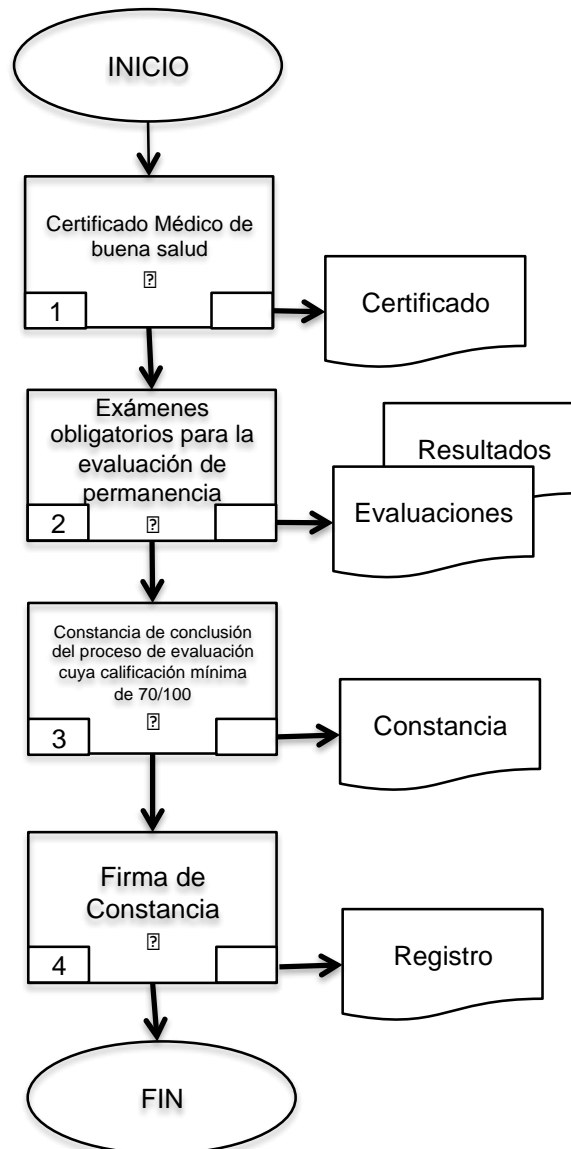 INICIO
Certificado Médico de
buena salud
1
Certificado
Exámenes
obligatorios para la
evaluación de
permanencia
2
Resultados
Evaluaciones
Constancia de conclusión
del proceso de evaluación
cuya calificación mínima
de 70/100
3
Constancia
Firma de
Constancia
4
Registro
FIN